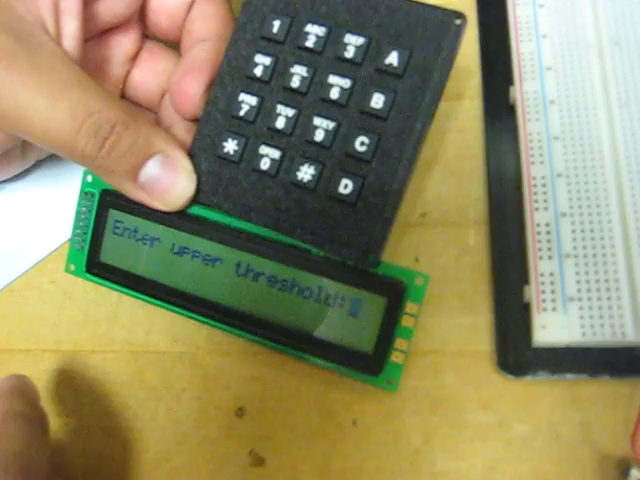 1 ABC 2 DEF 3 A
GHI 4 JKL 5 MNO 6 B
PRS 7 TUV 8 WXY 9 C
* OPER 0 # D
Enter upper threshold: